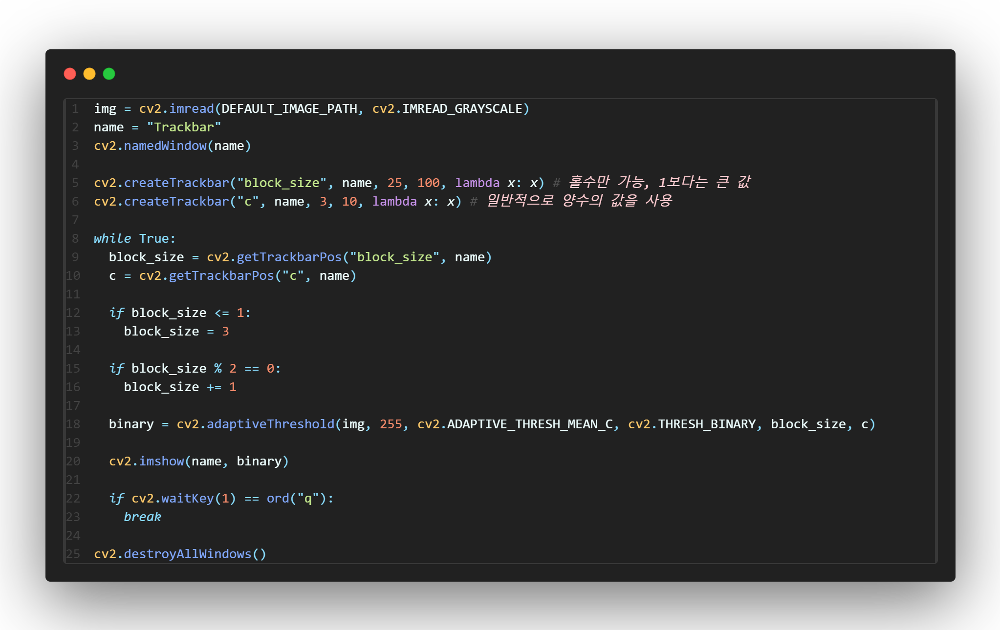 1 img = cv2.imread(DEFAULT_IMAGE_PATH, cv2.IMREAD_GRAYSCALE)
2 name = "Trackbar"
3 cv2.namedWindow(name)
4
5 cv2.createTrackbar("block_size", name, 25, 100, lambda x: x) # 홀수만 가능, 1보다는 큰 값
6 cv2.createTrackbar("c", name, 3, 10, lambda x: x) # 일반적으로 양수의 값을 사용
7
8 while True:
9   block_size = cv2.getTrackbarPos("block_size", name)
10   c = cv2.getTrackbarPos("c", name)
11
12   if block_size <= 1:
13     block_size = 3
14
15   if block_size % 2 == 0:
16     block_size += 1
17
18   binary = cv2.adaptiveThreshold(img, 255, cv2.ADAPTIVE_THRESH_MEAN_C, cv2.THRESH_BINARY, block_size, c)
19
20   cv2.imshow(name, binary)
21
22   if cv2.waitKey(1) == ord("q"):
23     break
24
25 cv2.destroyAllWindows()